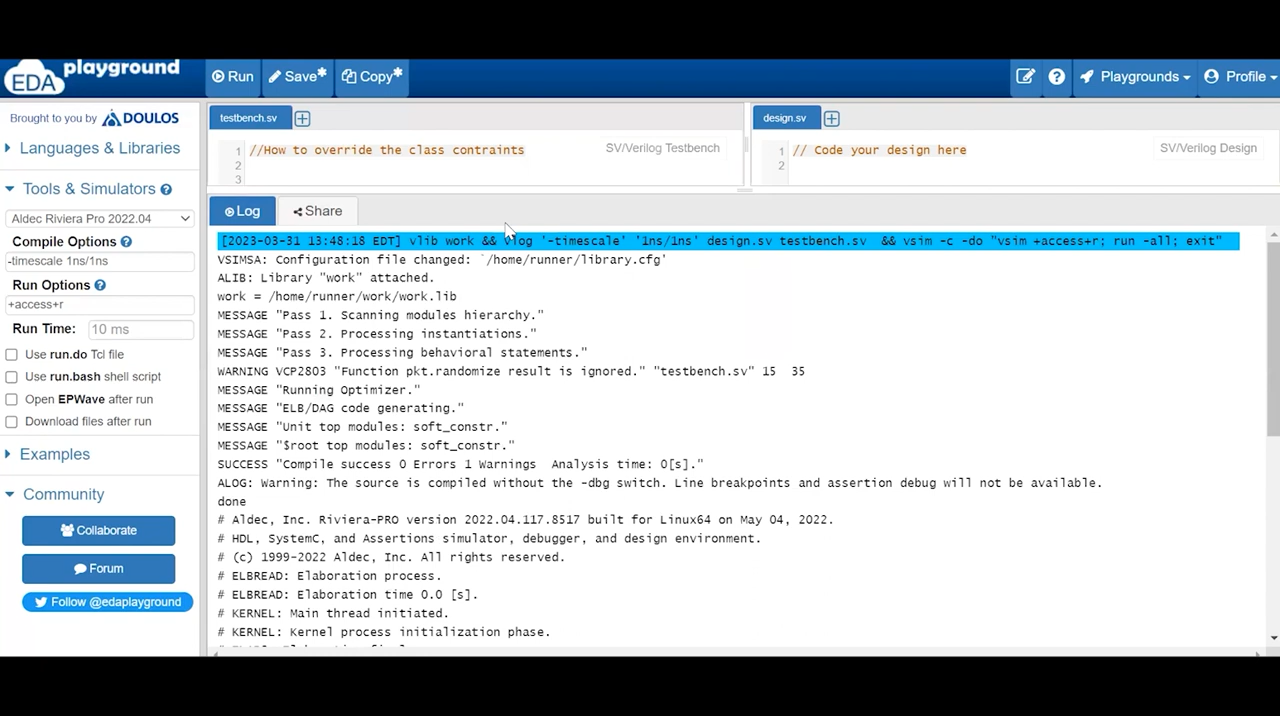 EDA playground
Run
Save*
Copy*
Playgrounds
Profile
Brought to you by DOULOS
Languages & Libraries
Tools & Simulators
Aldec Riviera Pro 2022.04
Compile Options
-timescale 1ns/1ns
Run Options
+access+r
Run Time: 10 ms
Use run.do Tcl file
Use run.bash shell script
Open EPWave after run
Download files after run
Examples
Community
Collaborate
Forum
Follow @edaplayground
testbench.sv
1 //How to override the class contraints
2
3
SV/Verilog Testbench
design.sv
1 // Code your design here
2
SV/Verilog Design
Log
Share
[2023-03-31 13:48:18 EDT] vlib work && vlog '-timescale' '1ns/1ns' design.sv testbench.sv && vsim -c -do "vsim +access+r; run -all; exit"
VSIMSA: Configuration file changed: `/home/runner/library.cfg'
ALIB: Library "work" attached.
work = /home/runner/work/work.lib
MESSAGE "Pass 1. Scanning modules hierarchy."
MESSAGE "Pass 2. Processing instantiations."
MESSAGE "Pass 3. Processing behavioral statements."
WARNING VCP2803 "Function pkt.randomize result is ignored." "testbench.sv" 15 35
MESSAGE "Running Optimizer."
MESSAGE "ELB/DAG code generating."
MESSAGE "Unit top modules: soft_constr."
MESSAGE "$root top modules: soft_constr."
SUCCESS "Compile success 0 Errors 1 Warnings Analysis time: 0[s]."
ALOG: Warning: The source is compiled without the -dbg switch. Line breakpoints and assertion debug will not be available.
done
# Aldec, Inc. Riviera-PRO version 2022.04.117.8517 built for Linux64 on May 04, 2022.
# HDL, SystemC, and Assertions simulator, debugger, and design environment.
# (c) 1999-2022 Aldec, Inc. All rights reserved.
# ELBREAD: Elaboration process.
# ELBREAD: Elaboration time 0.0 [s].
# KERNEL: Main thread initiated.
# KERNEL: Kernel process initialization phase.